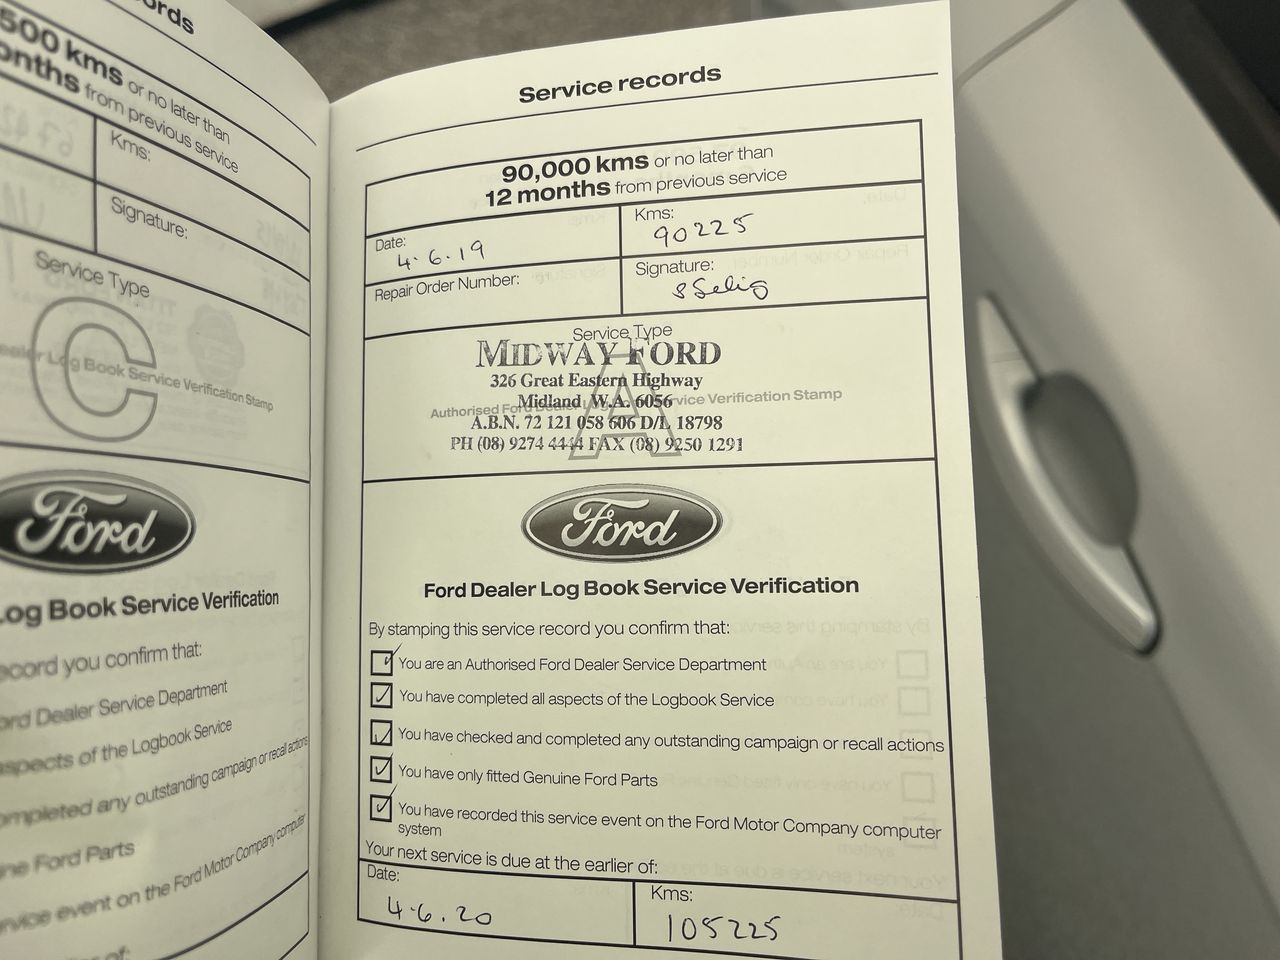 ords
500 kms or no later than
onths from previous service
Kms:
Signature:
Service Type
C
ealer Log Book Service Verification Stamp
Ford
Log Book Service Verification
ecord you confirm that:
ord Dealer Service Department
aspects of the Logbook Service
ompleted any outstanding campaign or recall actions
ine Ford Parts
rvice event on the Ford Motor Company computer
of:
Service records
90,000 kms or no later than
12 months from previous service
Date:
4.6.19
Kms:
90225
Repair Order Number:
Signature:
S Selig
Service Type
A
MIDWAY FORD
326 Great Eastern Highway
Midland W.A. 6056
Authorised Ford Dealer Log Book Service Verification Stamp
A.B.N. 72 121 058 606 D/L 18798
PH (08) 9274 4444 FAX (08) 9250 1291
Ford
Ford Dealer Log Book Service Verification
By stamping this service record you confirm that:
You are an Authorised Ford Dealer Service Department
You have completed all aspects of the Logbook Service
You have checked and completed any outstanding campaign or recall actions
You have only fitted Genuine Ford Parts
You have recorded this service event on the Ford Motor Company computer
system
Your next service is due at the earlier of:
Date:
4.6.20
Kms:
105225